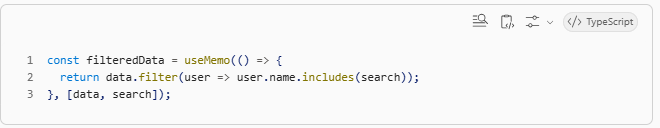 </> TypeScript
1 const filteredData = useMemo(() => {
2   return data.filter(user => user.name.includes(search));
3 }, [data, search]);